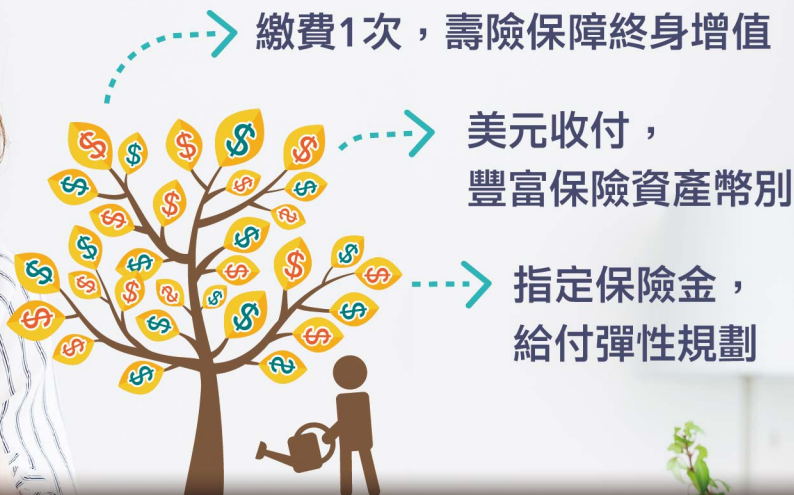 繳費1次，壽險保障終身增值
美元收付，
豐富保險資產幣別
指定保險金，
給付彈性規劃